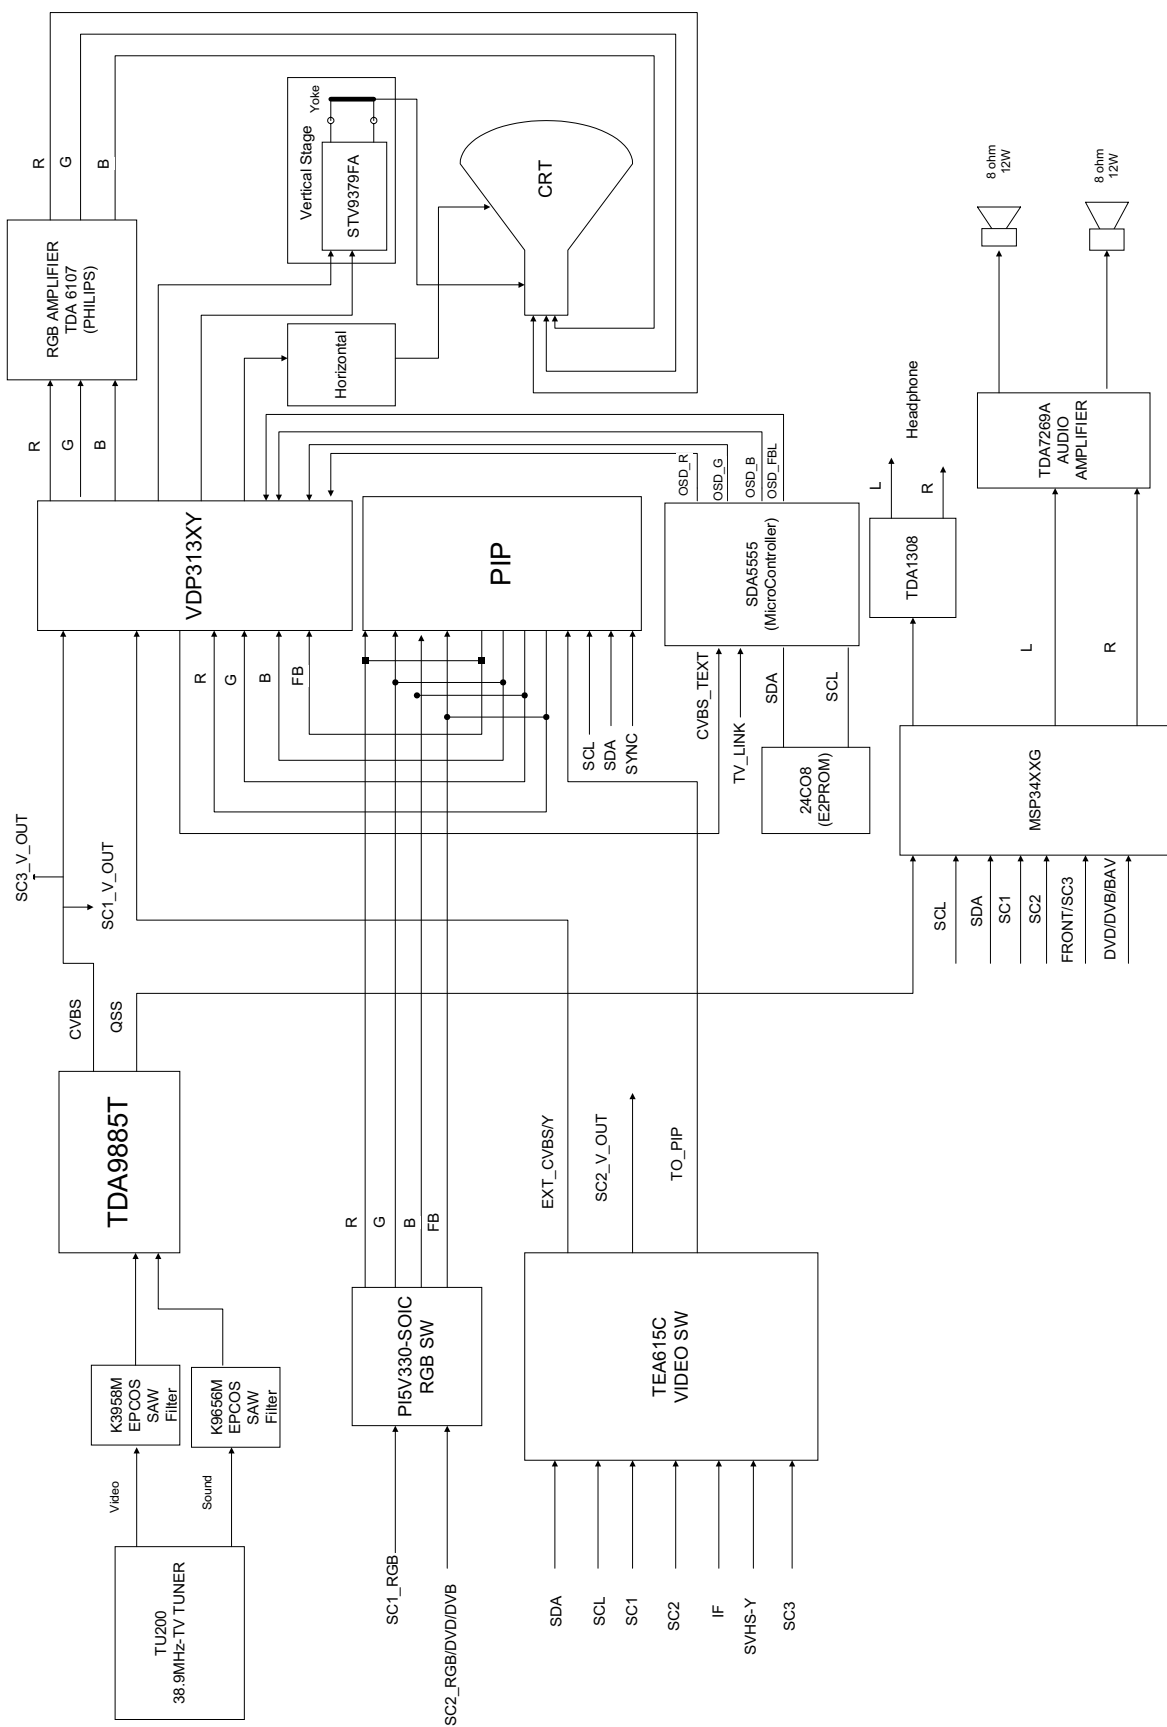 TU200
38.9MHz-TV TUNER
Video
Sound
K3958M
EPCOS
SAW
Filter
K9656M
EPCOS
SAW
Filter
TDA9885T
CVBS
QSS
SC3_V_OUT
SC1_V_OUT
VDP313XY
R
G
B
FB
R
G
B
RGB AMPLIFIER
TDA 6107
(PHILIPS)
R
G
B
Vertical Stage
Yoke
STV9379FA
Horizontal
CRT
SC1_RGB
SC2_RGB/DVD/DVB
PI5V330-SOIC
RGB SW
R
G
B
FB
PIP
SCL
SDA
SYNC
OSD_R
OSD_G
OSD_B
OSD_FBL
SDA5555
(MicroController)
CVBS_TEXT
TV_LINK
SDA
SCL
24CO8
(E2PROM)
SDA
SCL
SC1
SC2
IF
SVHS-Y
SC3
TEA615C
VIDEO SW
EXT_CVBS/Y
SC2_V_OUT
TO_PIP
SCL
SDA
SC1
SC2
FRONT/SC3
DVD/DVB/BAV
MSP34XXG
TDA1308
L
R
Headphone
L
R
TDA7269A
AUDIO
AMPLIFIER
8 ohm
12W
8 ohm
12W